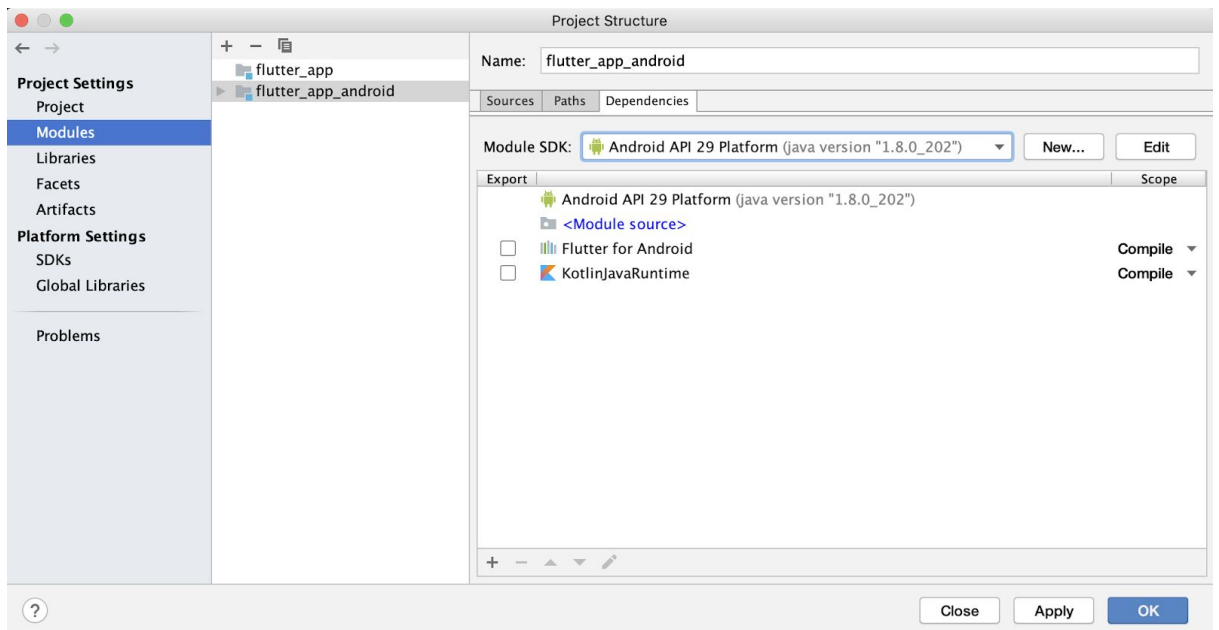 Project Structure
Project Settings
Project
Modules
Libraries
Facets
Artifacts
Platform Settings
SDKs
Global Libraries
Problems
flutter_app
flutter_app_android
Name: flutter_app_android
Sources Paths Dependencies
Module SDK: Android API 29 Platform (java version "1.8.0_202") New... Edit
Export Scope
Android API 29 Platform (java version "1.8.0_202")
<Module source>
Flutter for Android Compile
KotlinJavaRuntime Compile
? Close Apply OK